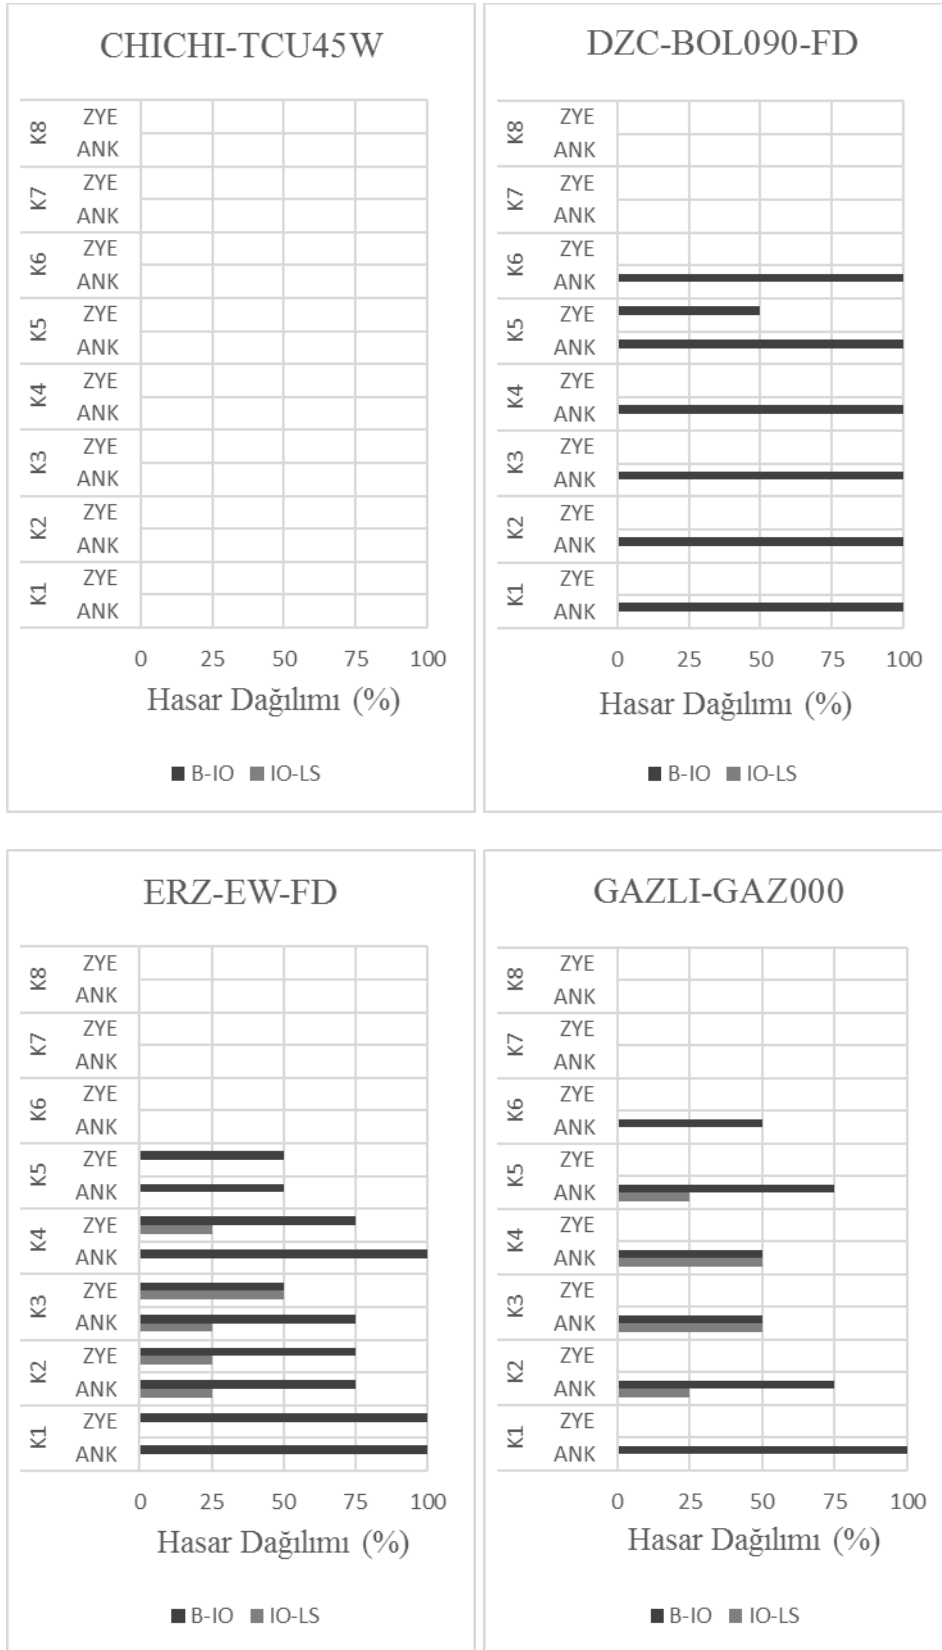 CHICHI-TCU45W
K8 ZYE
ANK
K7 ZYE
ANK
K6 ZYE
ANK
K5 ZYE
ANK
K4 ZYE
ANK
K3 ZYE
ANK
K2 ZYE
ANK
K1 ZYE
ANK
0 25 50 75 100
Hasar Dağılımı (%)
B-IO IO-LS
DZC-BOL090-FD
K8 ZYE
ANK
K7 ZYE
ANK
K6 ZYE
ANK
K5 ZYE
ANK
K4 ZYE
ANK
K3 ZYE
ANK
K2 ZYE
ANK
K1 ZYE
ANK
0 25 50 75 100
Hasar Dağılımı (%)
B-IO IO-LS
ERZ-EW-FD
K8 ZYE
ANK
K7 ZYE
ANK
K6 ZYE
ANK
K5 ZYE
ANK
K4 ZYE
ANK
K3 ZYE
ANK
K2 ZYE
ANK
K1 ZYE
ANK
0 25 50 75 100
Hasar Dağılımı (%)
B-IO IO-LS
GAZLI-GAZ000
K8 ZYE
ANK
K7 ZYE
ANK
K6 ZYE
ANK
K5 ZYE
ANK
K4 ZYE
ANK
K3 ZYE
ANK
K2 ZYE
ANK
K1 ZYE
ANK
0 25 50 75 100
Hasar Dağılımı (%)
B-IO IO-LS